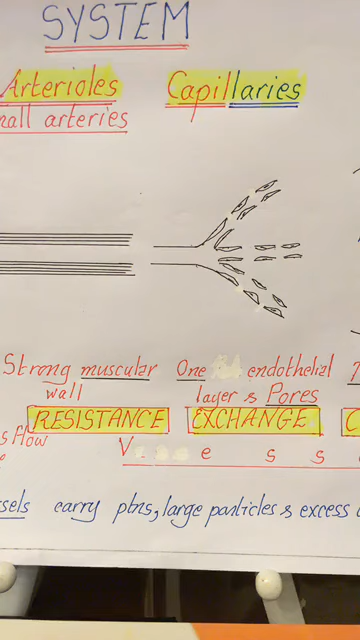 SYSTEM
Arterioles Capillaries
small arteries
Strong muscular One endothelial
wall layer & Pores
RESISTANCE EXCHANGE C
s flow V e s s
sels carry ptns, large particles & excess